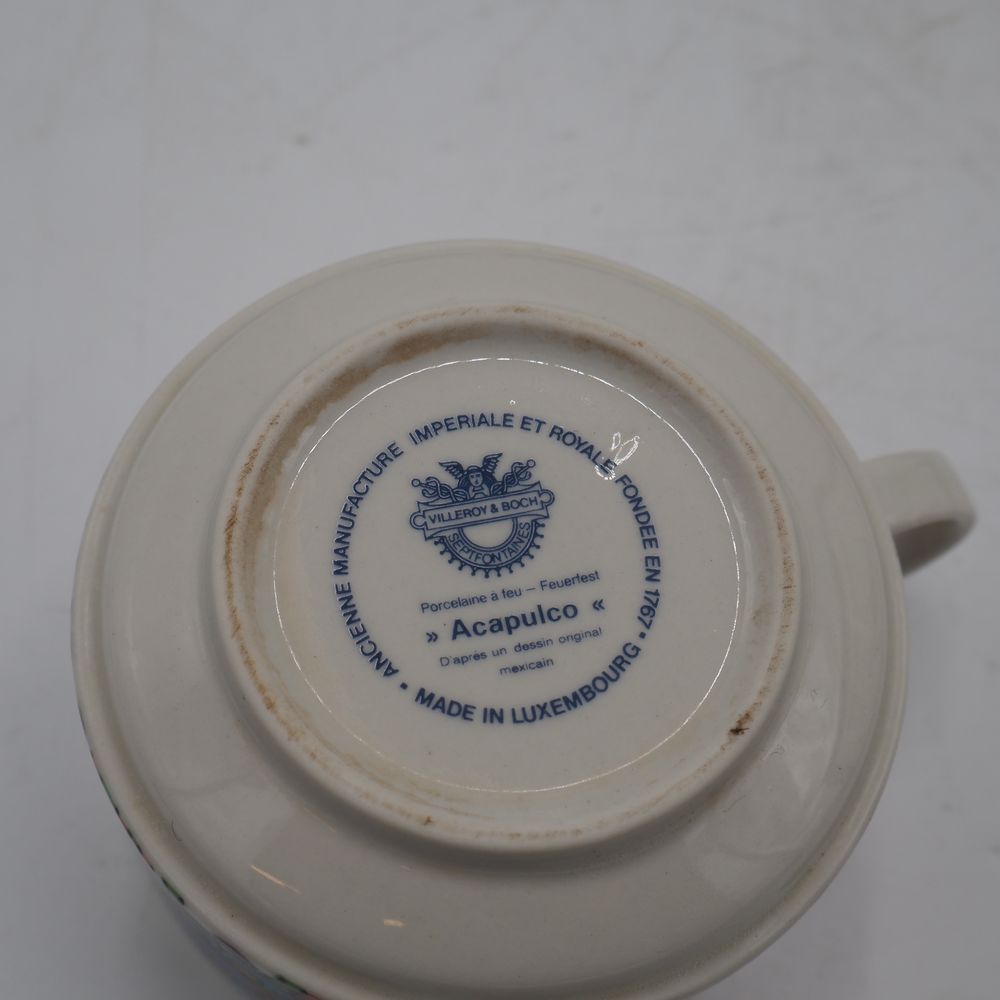 ANCIENNE MANUFACTURE IMPERIALE ET ROYALE FONDEE EN 1767 •
VILLEROY & BOCH
SEPTFONTAINES
Porcelaine à feu – Feuerfest
» Acapulco «
D'après un dessin original
mexicain
• MADE IN LUXEMBOURG